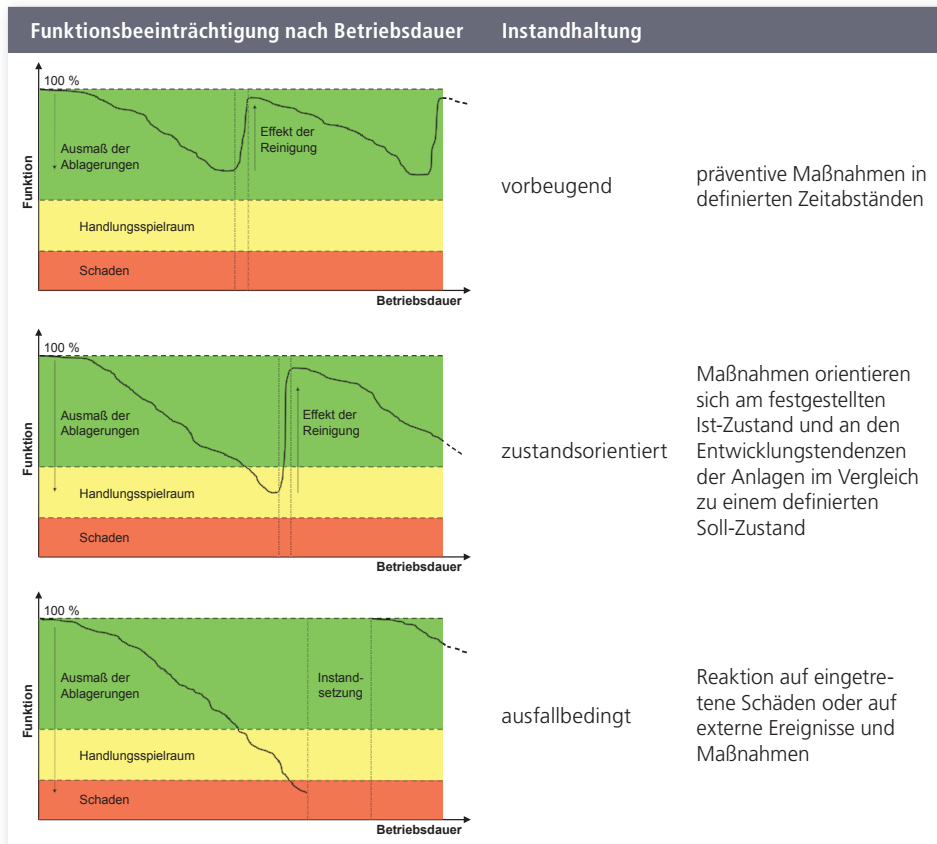 Funktionsbeeinträchtigung nach Betriebsdauer Instandhaltung
100 %
Ausmaß der
Ablagerungen
Effekt der
Reinigung
Funktion
Handlungsspielraum
Schaden
Betriebsdauer
vorbeugend
präventive Maßnahmen in
definierten Zeitabständen
100 %
Ausmaß der
Ablagerungen
Effekt der
Reinigung
Funktion
Handlungsspielraum
Schaden
Betriebsdauer
zustandsorientiert
Maßnahmen orientieren
sich am festgestellten
Ist-Zustand und an den
Entwicklungstendenzen
der Anlagen im Vergleich
zu einem definierten
Soll-Zustand
100 %
Ausmaß der
Ablagerungen
Instand-
setzung
Funktion
Handlungsspielraum
Schaden
Betriebsdauer
ausfallbedingt
Reaktion auf eingetre-
tene Schäden oder auf
externe Ereignisse und
Maßnahmen